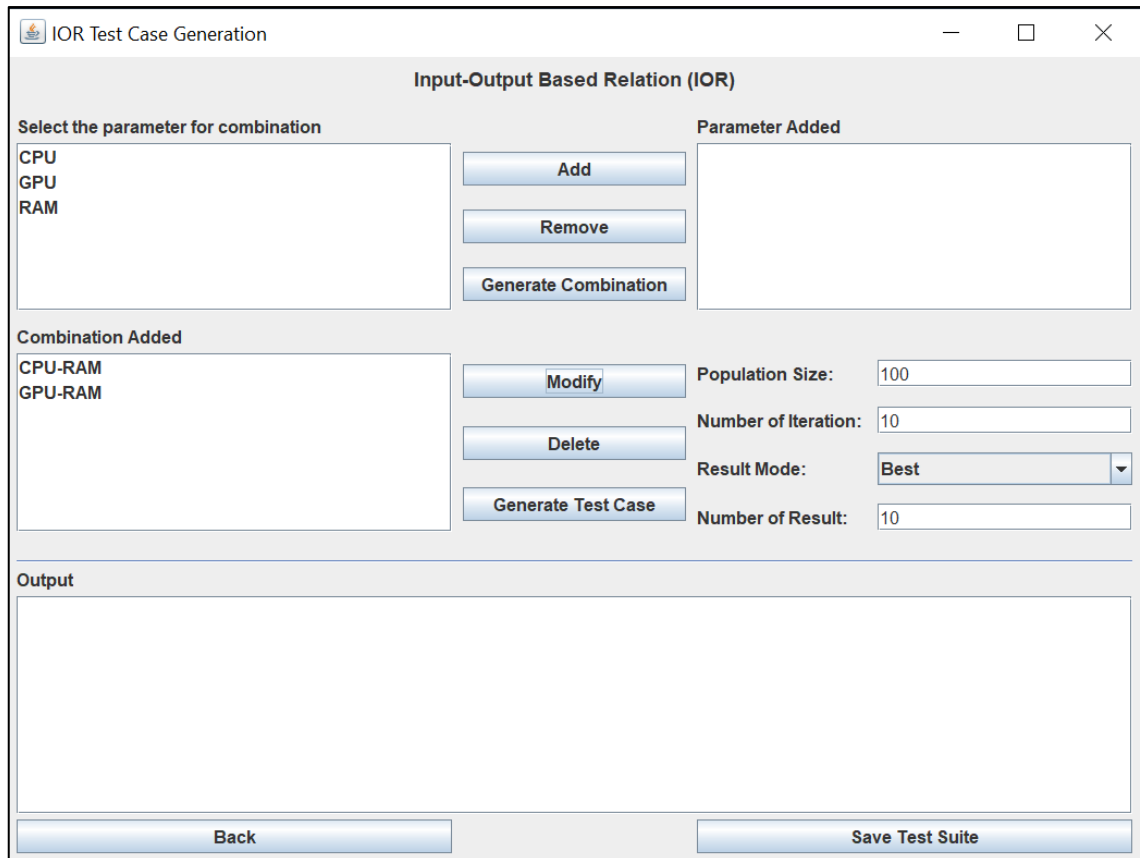 IOR Test Case Generation
Input-Output Based Relation (IOR)
Select the parameter for combination
Parameter Added
CPU
GPU
RAM
Add
Remove
Generate Combination
Combination Added
CPU-RAM
GPU-RAM
Modify
Delete
Generate Test Case
Population Size: 100
Number of Iteration: 10
Result Mode: Best
Number of Result: 10
Output
Back
Save Test Suite